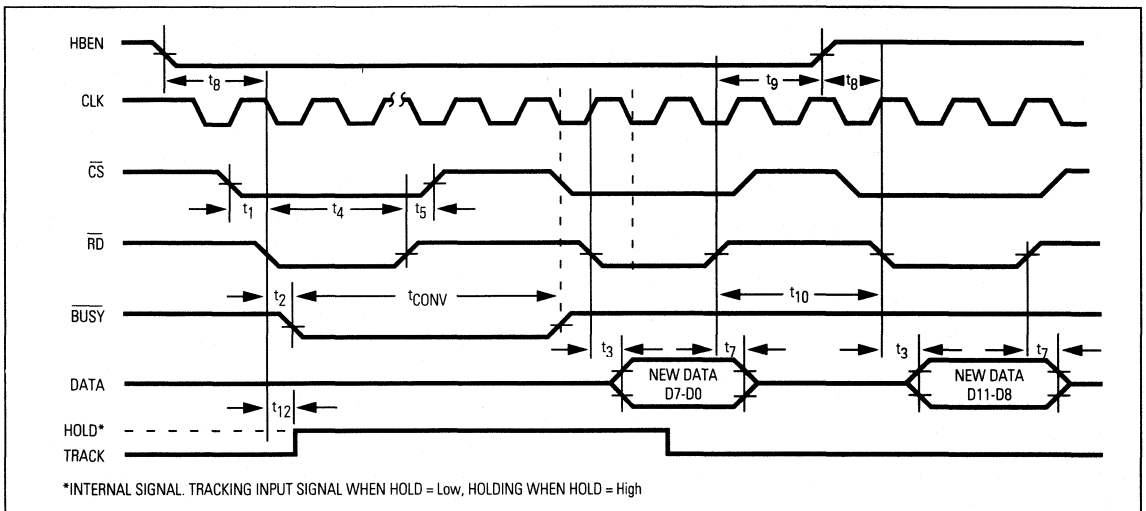 HBEN
t8 t9 t8
CLK
CS
t1 t4 t5
RD
t2 tCONV t10
BUSY
t3 t7 t3 t7
DATA NEW DATA D7-D0 NEW DATA D11-D8
t12
HOLD*
TRACK
*INTERNAL SIGNAL. TRACKING INPUT SIGNAL WHEN HOLD = Low, HOLDING WHEN HOLD = High